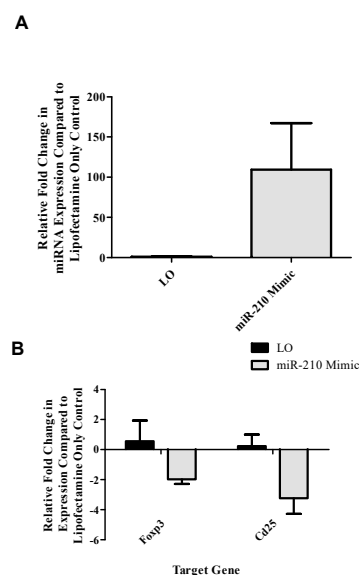 A
Relative Fold Change in
miRNA Expression Compared to
Lipofectamine Only Control
200
150
100
50
0
LO
miR-210 Mimic
B
LO
miR-210 Mimic
Relative Fold Change in
Expression Compared to
Lipofectamine Only Control
4
2
0
-2
-4
-6
Foxp3
Cd25
Target Gene